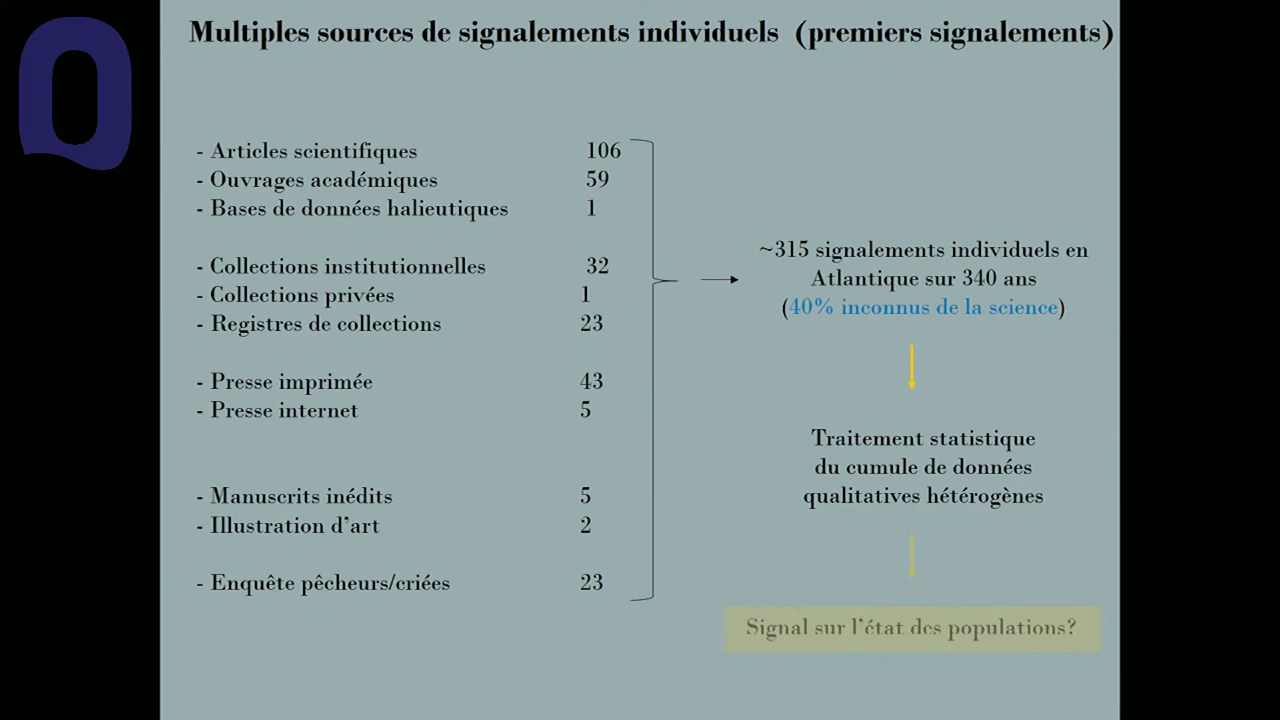 Multiples sources de signalements individuels (premiers signalements)
- Articles scientifiques 106
- Ouvrages académiques 59
- Bases de données halieutiques 1
- Collections institutionnelles 32
- Collections privées 1
- Registres de collections 23
- Presse imprimée 43
- Presse internet 5
- Manuscrits inédits 5
- Illustration d'art 2
- Enquête pêcheurs/criées 23
~315 signalements individuels en
Atlantique sur 340 ans
(40% inconnus de la science)
Traitement statistique
du cumule de données
qualitatives hétérogènes
Signal sur l'état des populations?